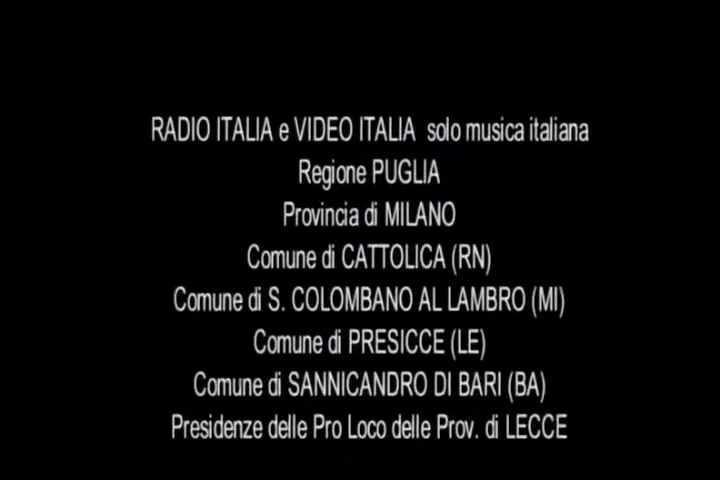 RADIO ITALIA e VIDEO ITALIA solo musica italiana
Regione PUGLIA
Provincia di MILANO
Comune di CATTOLICA (RN)
Comune di S. COLOMBANO AL LAMBRO (MI)
Comune di PRESICCE (LE)
Comune di SANNICANDRO DI BARI (BA)
Presidenze delle Pro Loco delle Prov. di LECCE